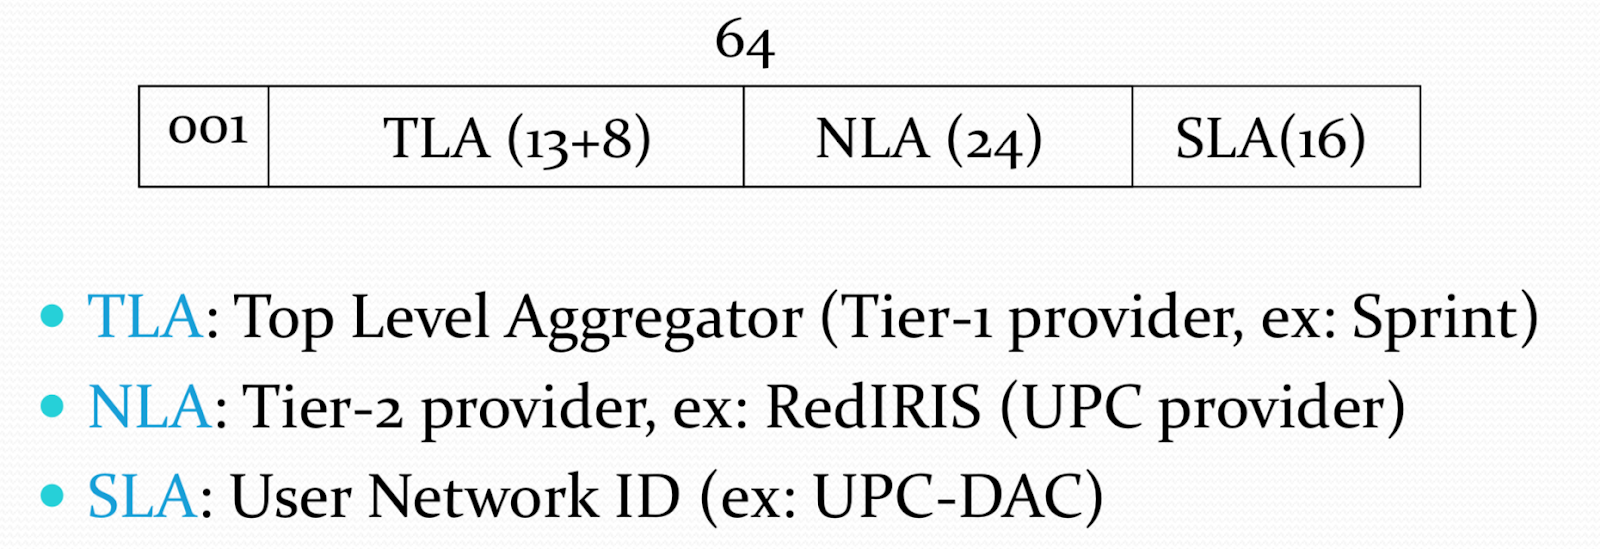 64
001 TLA (13+8) NLA (24) SLA(16)
• TLA: Top Level Aggregator (Tier-1 provider, ex: Sprint)
• NLA: Tier-2 provider, ex: RedIRIS (UPC provider)
• SLA: User Network ID (ex: UPC-DAC)